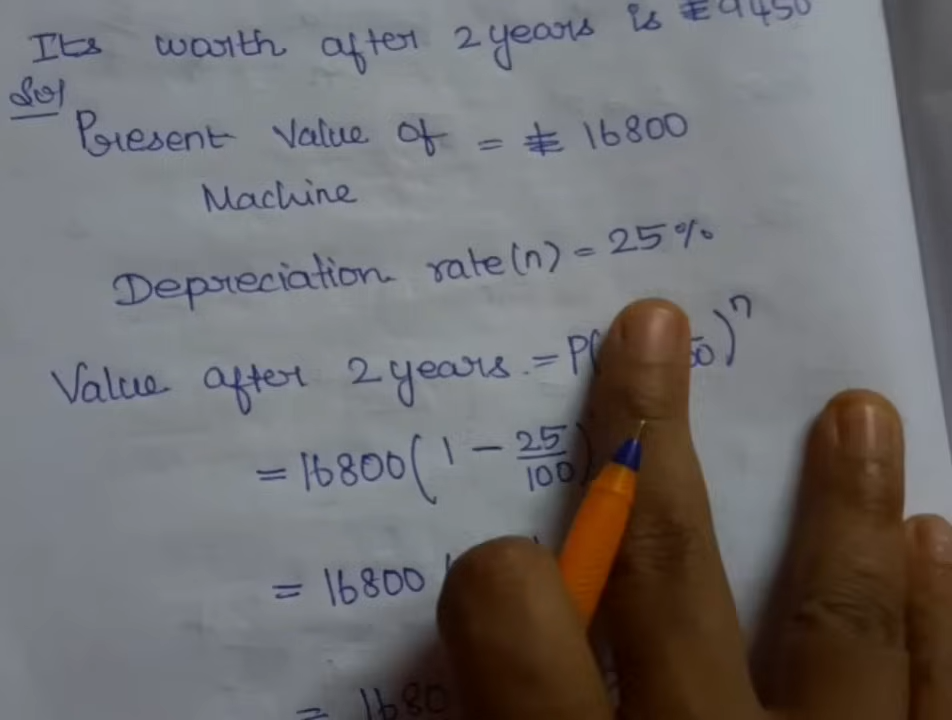 Its worth after 2 years is ₹ 9450
Sol
Present Value of = ₹ 16800
Machine
Depreciation rate(n) = 25%
Value after 2 years = P( )ⁿ
= 16800(1 - 25/100)
= 16800
= 1680